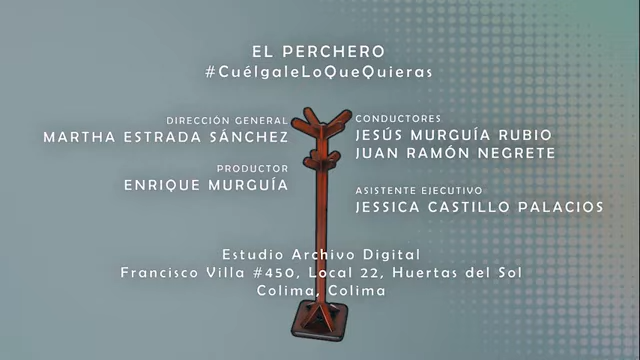 EL PERCHERO
#CuélgaleLoQueQuieras
DIRECCIÓN GENERAL
MARTHA ESTRADA SÁNCHEZ
PRODUCTOR
ENRIQUE MURGUÍA
CONDUCTORES
JESÚS MURGUÍA RUBIO
JUAN RAMÓN NEGRETE
ASISTENTE EJECUTIVO
JESSICA CASTILLO PALACIOS
Estudio Archivo Digital
Francisco Villa #450, Local 22, Huertas del Sol
Colima, Colima